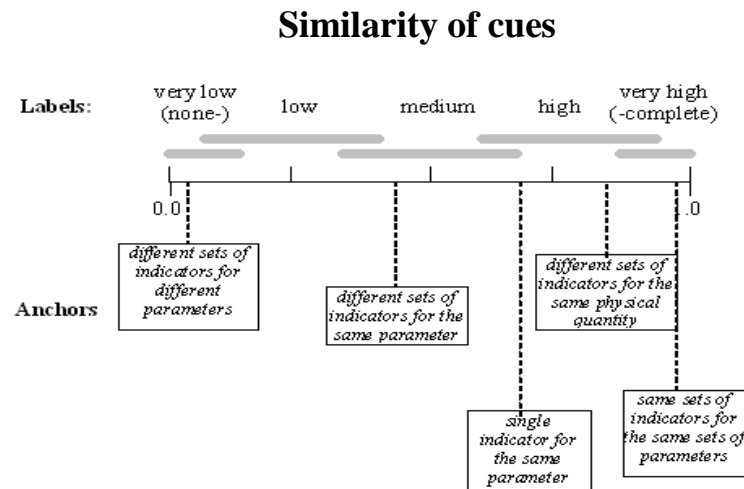 Similarity of cues
Labels:
very low
(none-)
low
medium
high
very high
(-complete)
0.0
1.0
Anchors
different sets of
indicators for
different
parameters
different sets of
indicators for the
same parameter
single
indicator for
the same
parameter
different sets of
indicators for the
same physical
quantity
same sets of
indicators for
the same sets of
parameters